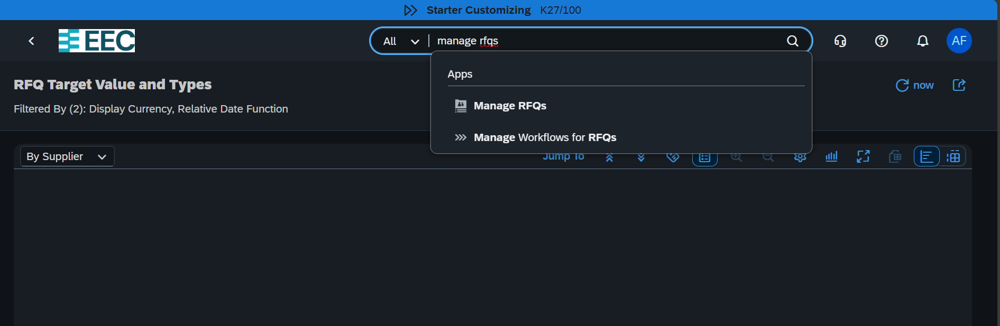 Starter Customizing K27/100
EEC
All manage rfqs
AF
Apps
Manage RFQs
Manage Workflows for RFQs
RFQ Target Value and Types
now
Filtered By (2): Display Currency, Relative Date Function
By Supplier
Jump To